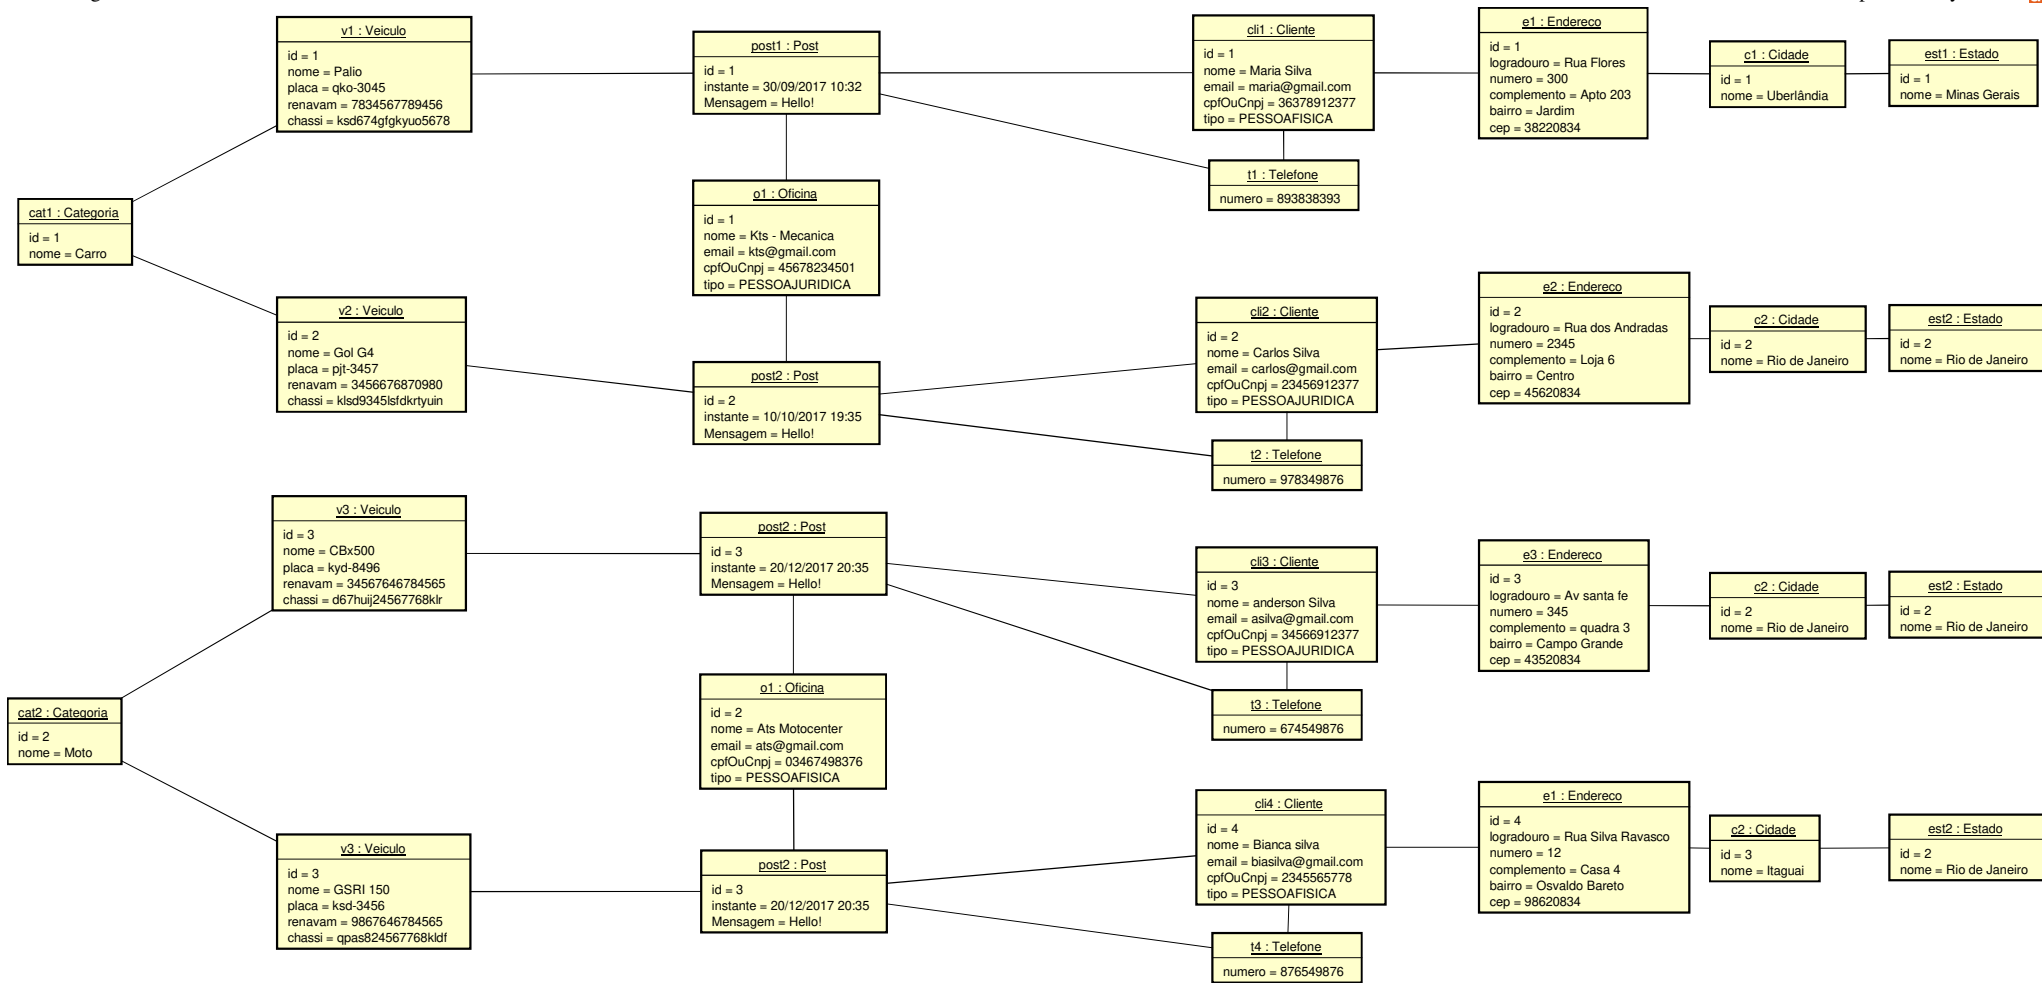 v1 : Veiculo
id = 1
nome = Palio
placa = qko-3045
renavam = 7834567789456
chassi = ksd674gfgkyuo5678
post1 : Post
id = 1
instante = 30/09/2017 10:32
Mensagem = Hello!
cli1 : Cliente
id = 1
nome = Maria Silva
email = maria@gmail.com
cpfOuCnpj = 36378912377
tipo = PESSOAFISICA
e1 : Endereco
id = 1
logradouro = Rua Flores
numero = 300
complemento = Apto 203
bairro = Jardim
cep = 38220834
c1 : Cidade
id = 1
nome = Uberlândia
est1 : Estado
id = 1
nome = Minas Gerais
t1 : Telefone
numero = 893838393
cat1 : Categoria
id = 1
nome = Carro
o1 : Oficina
id = 1
nome = Kts - Mecanica
email = kts@gmail.com
cpfOuCnpj = 45678234501
tipo = PESSOAJURIDICA
v2 : Veiculo
id = 2
nome = Gol G4
placa = pjt-3457
renavam = 3456676870980
chassi = klsd9345lsfdkrtyuin
post2 : Post
id = 2
instante = 10/10/2017 19:35
Mensagem = Hello!
cli2 : Cliente
id = 2
nome = Carlos Silva
email = carlos@gmail.com
cpfOuCnpj = 23456912377
tipo = PESSOAJURIDICA
e2 : Endereco
id = 2
logradouro = Rua dos Andradas
numero = 2345
complemento = Loja 6
bairro = Centro
cep = 45620834
c2 : Cidade
id = 2
nome = Rio de Janeiro
est2 : Estado
id = 2
nome = Rio de Janeiro
t2 : Telefone
numero = 978349876
v3 : Veiculo
id = 3
nome = CBx500
placa = kyd-8496
renavam = 34567646784565
chassi = d67huij24567768klr
post2 : Post
id = 3
instante = 20/12/2017 20:35
Mensagem = Hello!
cli3 : Cliente
id = 3
nome = anderson Silva
email = asilva@gmail.com
cpfOuCnpj = 34566912377
tipo = PESSOAJURIDICA
e3 : Endereco
id = 3
logradouro = Av santa fe
numero = 345
complemento = quadra 3
bairro = Campo Grande
cep = 43520834
c2 : Cidade
id = 2
nome = Rio de Janeiro
est2 : Estado
id = 2
nome = Rio de Janeiro
t3 : Telefone
numero = 674549876
cat2 : Categoria
id = 2
nome = Moto
o1 : Oficina
id = 2
nome = Ats Motocenter
email = ats@gmail.com
cpfOuCnpj = 03467498376
tipo = PESSOAFISICA
v3 : Veiculo
id = 3
nome = GSRI 150
placa = ksd-3456
renavam = 9867646784565
chassi = qpas824567768kldf
post2 : Post
id = 3
instante = 20/12/2017 20:35
Mensagem = Hello!
cli4 : Cliente
id = 4
nome = Bianca silva
email = biasilva@gmail.com
cpfOuCnpj = 2345565778
tipo = PESSOAFISICA
e1 : Endereco
id = 4
logradouro = Rua Silva Ravasco
numero = 12
complemento = Casa 4
bairro = Osvaldo Bareto
cep = 98620834
c2 : Cidade
id = 3
nome = Itaguai
est2 : Estado
id = 2
nome = Rio de Janeiro
t4 : Telefone
numero = 876549876